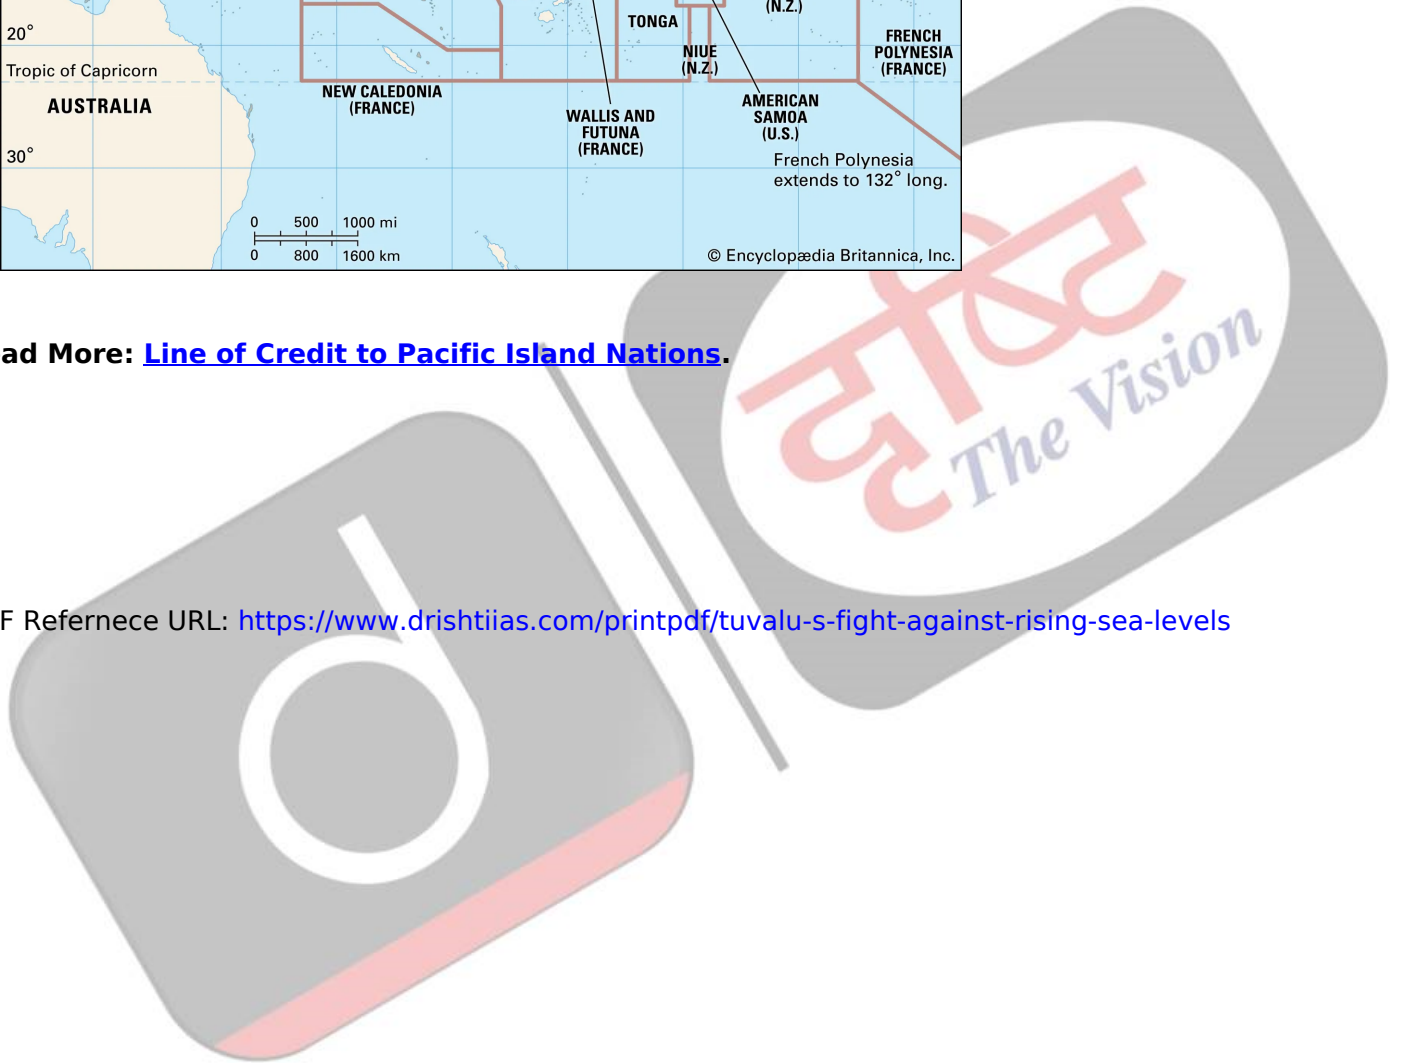 (N.Z.)
TONGA
20°
FRENCH
POLYNESIA
(FRANCE)
NIUE
(N.Z.)
Tropic of Capricorn
NEW CALEDONIA
(FRANCE)
AUSTRALIA
AMERICAN
SAMOA
(U.S.)
WALLIS AND
FUTUNA
(FRANCE)
30°
French Polynesia
extends to 132° long.
0 500 1000 mi
0 800 1600 km
© Encyclopædia Britannica, Inc.
ad More: Line of Credit to Pacific Island Nations.
F Refernece URL: https://www.drishtiias.com/printpdf/tuvalu-s-fight-against-rising-sea-levels
दृष्टि
The Vision
d